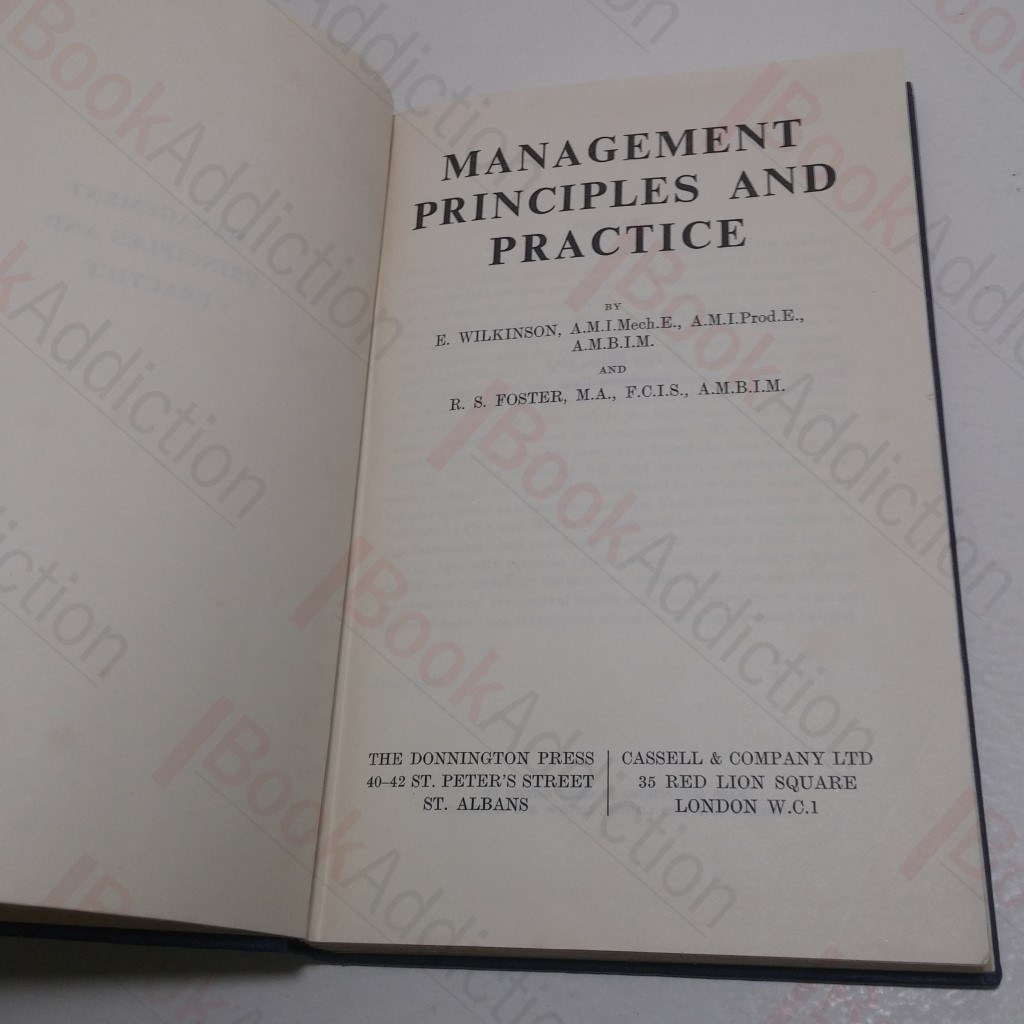 MANAGEMENT
PRINCIPLES AND
PRACTICE
BY
E. WILKINSON, A.M.I.Mech.E., A.M.I.Prod.E.,
A.M.B.I.M.
AND
R. S. FOSTER, M.A., F.C.I.S., A.M.B.I.M.
THE DONNINGTON PRESS
40–42 ST. PETER'S STREET
ST. ALBANS
CASSELL & COMPANY LTD
35 RED LION SQUARE
LONDON W.C.1
BookAddiction